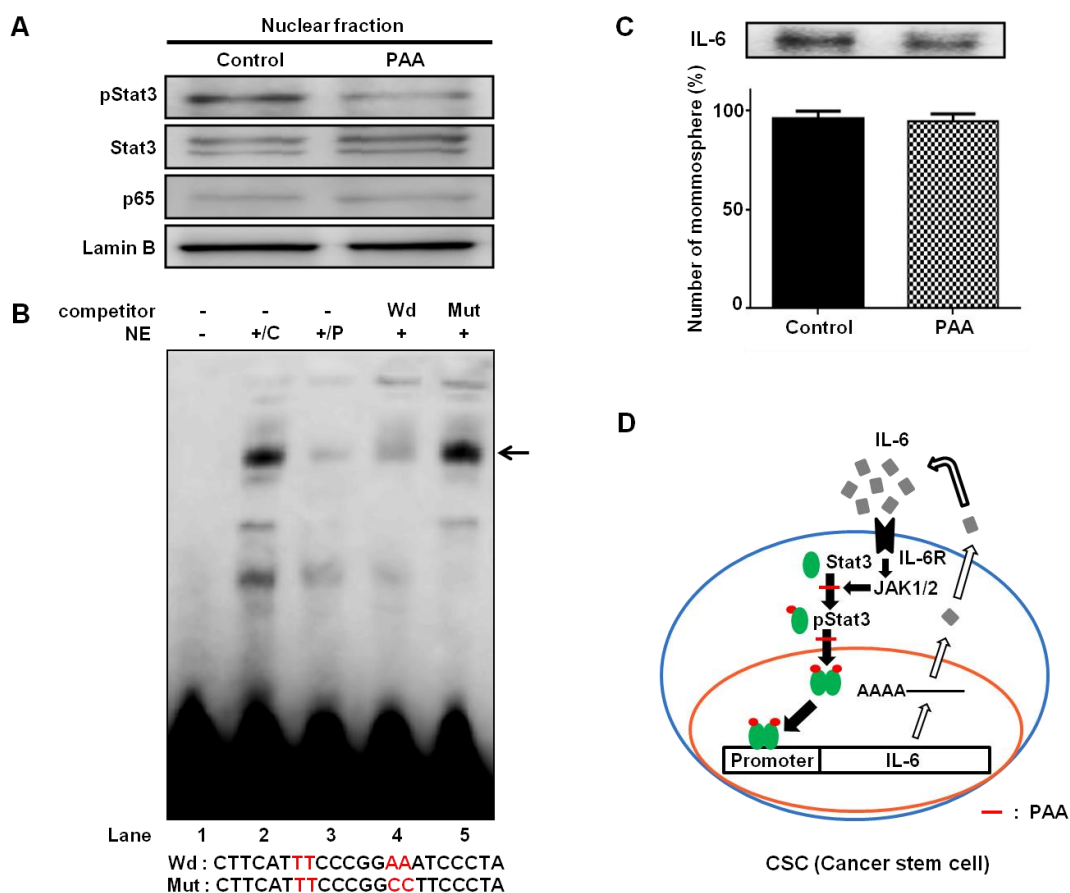 A
Nuclear fraction
Control PAA
pStat3
Stat3
p65
Lamin B
B
competitor - - - Wd Mut
NE - +/C +/P + +
Lane 1 2 3 4 5
Wd : CTTCATTTCCCGGAAATCCCTA
Mut : CTTCATTTCCCGGCCTTCCCTA
C
IL-6
Number of mommosphere (%)
100
50
0
Control PAA
D
IL-6
IL-6R
Stat3
JAK1/2
pStat3
AAAA
Promoter IL-6
: PAA
CSC (Cancer stem cell)